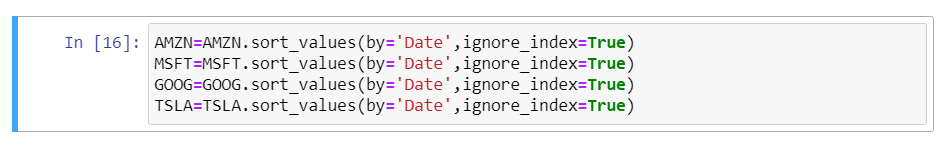 In [16]: AMZN=AMZN.sort_values(by='Date',ignore_index=True)
MSFT=MSFT.sort_values(by='Date',ignore_index=True)
GOOG=GOOG.sort_values(by='Date',ignore_index=True)
TSLA=TSLA.sort_values(by='Date',ignore_index=True)